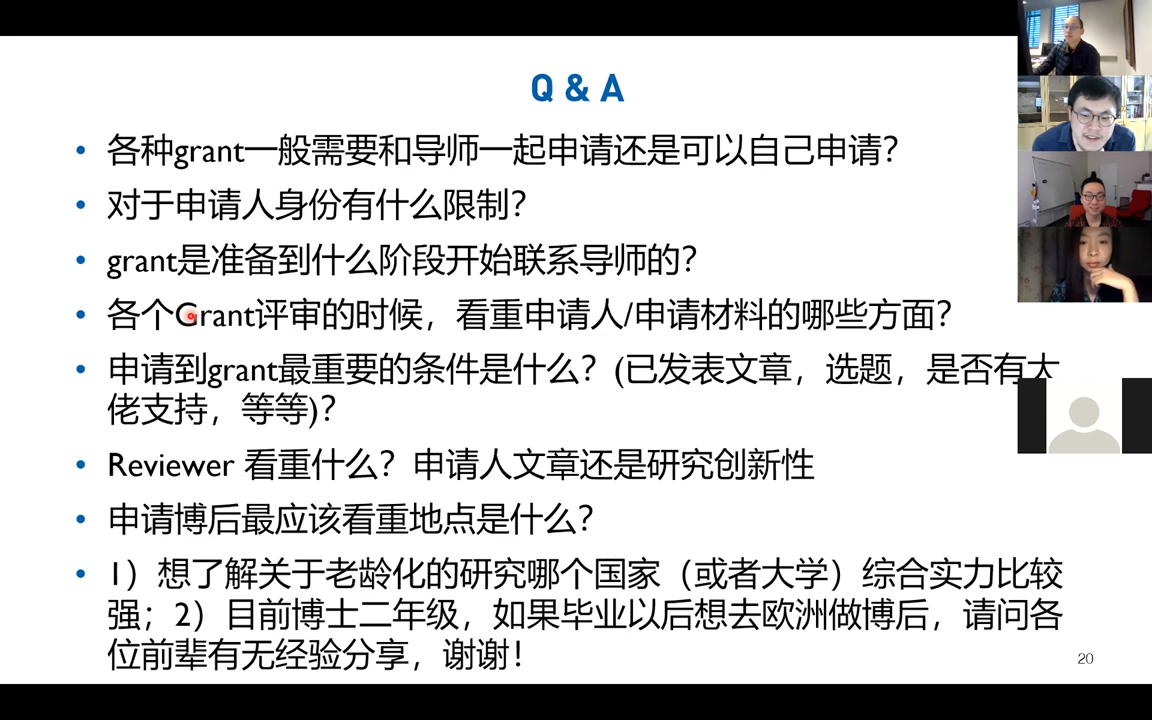 Q & A
• 各种grant一般需要和导师一起申请还是可以自己申请？
• 对于申请人身份有什么限制？
• grant是准备到什么阶段开始联系导师的？
• 各个Grant评审的时候，看重申请人/申请材料的哪些方面？
• 申请到grant最重要的条件是什么？(已发表文章，选题，是否有大
佬支持，等等)？
• Reviewer 看重什么？申请人文章还是研究创新性
• 申请博后最应该看重地点是什么？
• 1）想了解关于老龄化的研究哪个国家（或者大学）综合实力比较
强；2）目前博士二年级，如果毕业以后想去欧洲做博后，请问各
位前辈有无经验分享，谢谢！
20